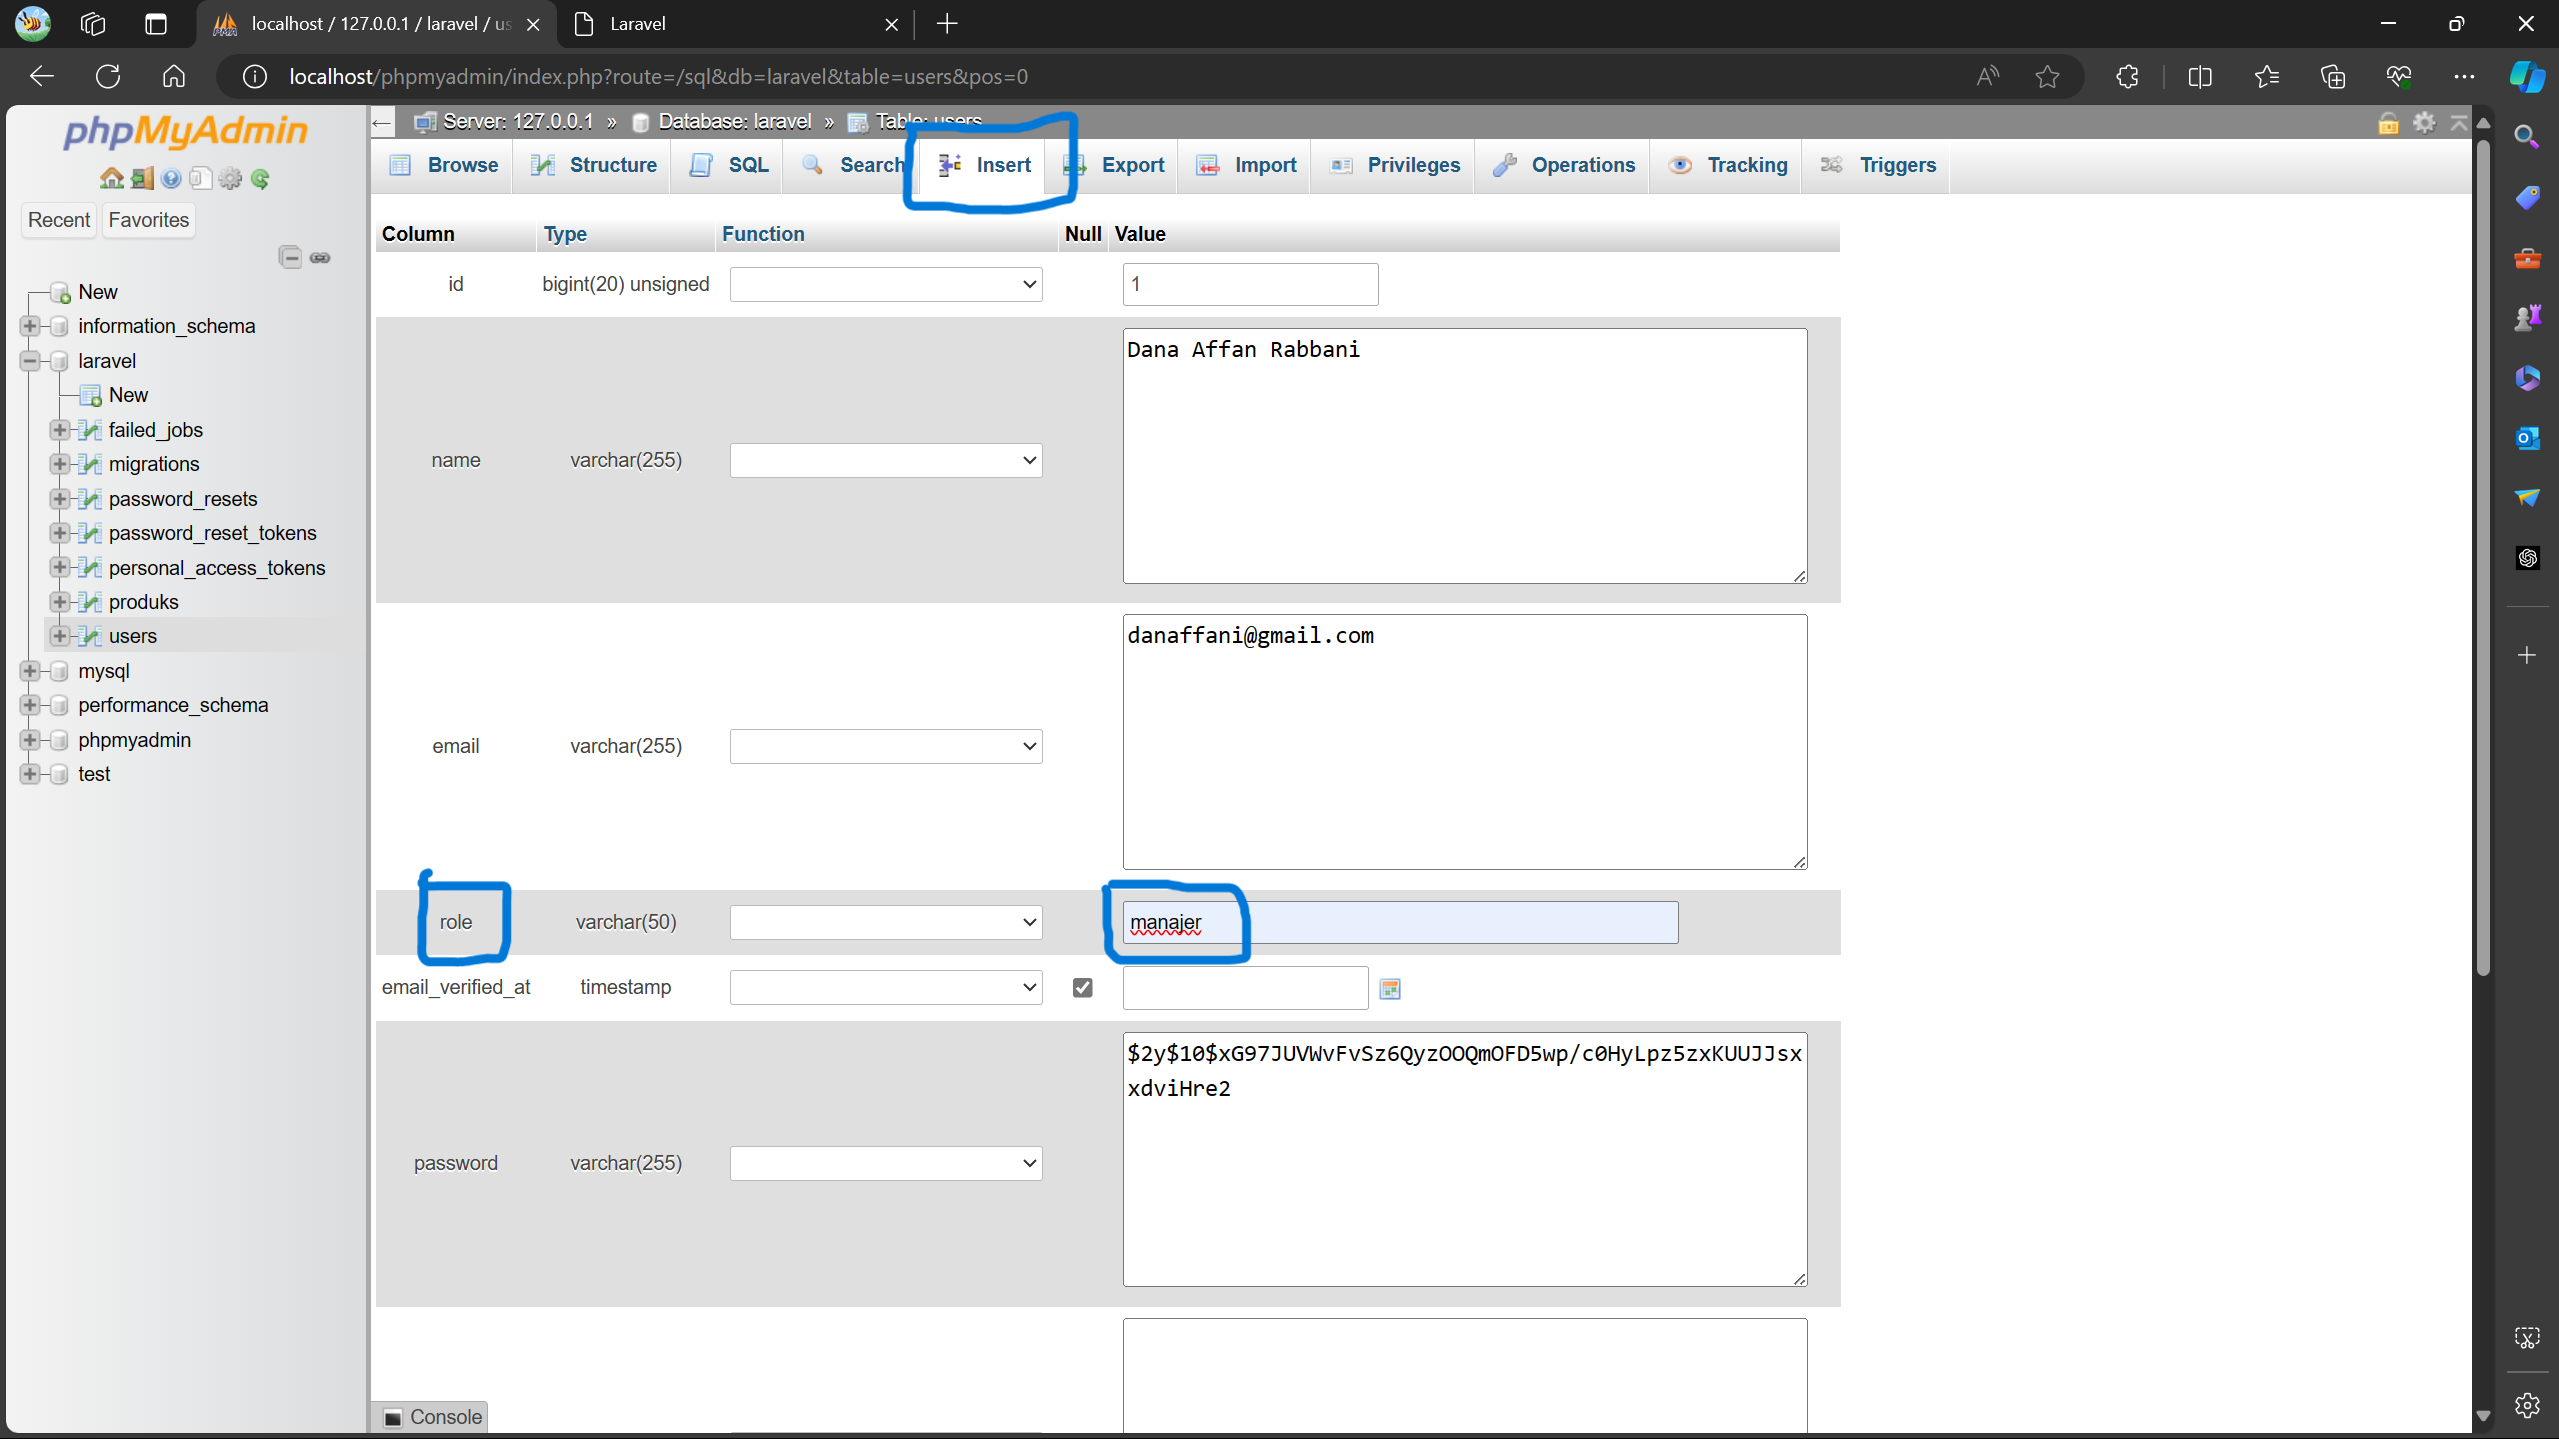 localhost / 127.0.0.1 / laravel / us
Laravel
localhost/phpmyadmin/index.php?route=/sql&db=laravel&table=users&pos=0
phpMyAdmin
Server: 127.0.0.1 » Database: laravel » Table: users
Browse Structure SQL Search Insert Export Import Privileges Operations Tracking Triggers
Recent Favorites
New
information_schema
laravel
New
failed_jobs
migrations
password_resets
password_reset_tokens
personal_access_tokens
produks
users
mysql
performance_schema
phpmyadmin
test
Column Type Function Null Value
id bigint(20) unsigned 1
name varchar(255) Dana Affan Rabbani
email varchar(255) danaffani@gmail.com
role varchar(50) manajer
email_verified_at timestamp
password varchar(255) $2y$10$xG97JUVWvFvSz6QyzOOQmOFD5wp/c0HyLpz5zxKUUJJsx
xdviHre2
Console